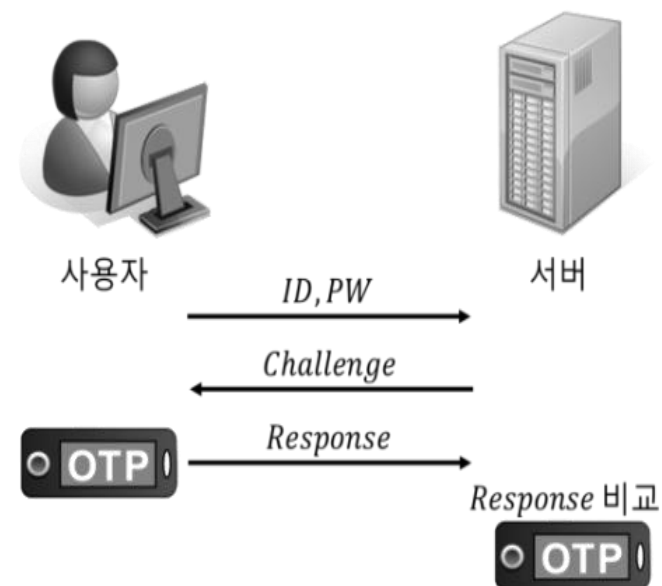 사용자
서버
ID, PW
Challenge
Response
OTP
Response 비교
OTP